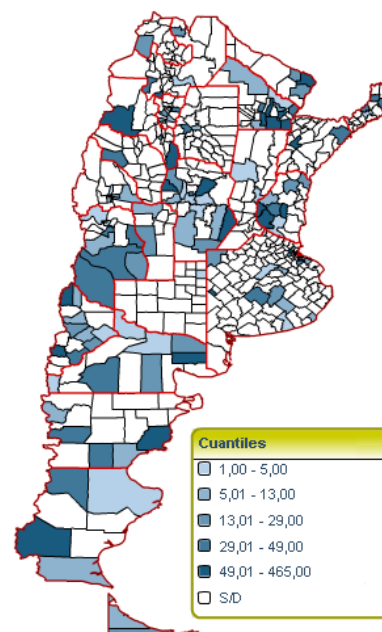 Cuantiles
1,00 - 5,00
5,01 - 13,00
13,01 - 29,00
29,01 - 49,00
49,01 - 465,00
S/D